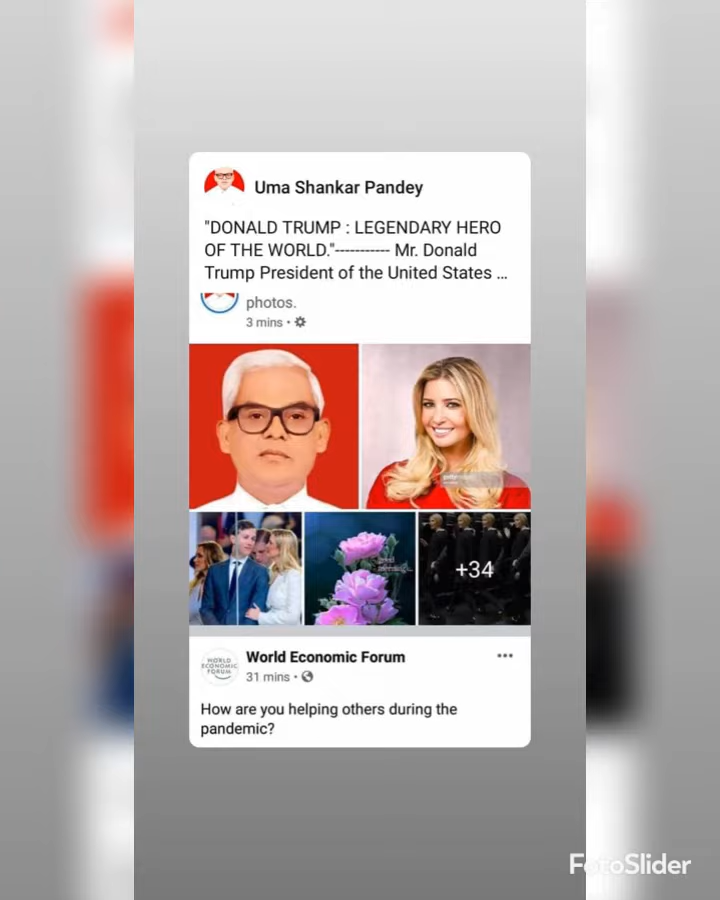 Uma Shankar Pandey
"DONALD TRUMP : LEGENDARY HERO
OF THE WORLD."----------- Mr. Donald
Trump President of the United States ...
photos.
3 mins •
good
morning...
+34
WORLD
ECONOMIC
FORUM
World Economic Forum
31 mins •
How are you helping others during the
pandemic?
FotoSlider